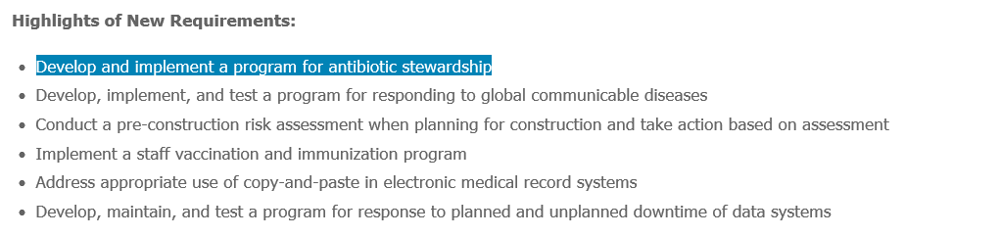 Highlights of New Requirements:
• Develop and implement a program for antibiotic stewardship
• Develop, implement, and test a program for responding to global communicable diseases
• Conduct a pre-construction risk assessment when planning for construction and take action based on assessment
• Implement a staff vaccination and immunization program
• Address appropriate use of copy-and-paste in electronic medical record systems
• Develop, maintain, and test a program for response to planned and unplanned downtime of data systems